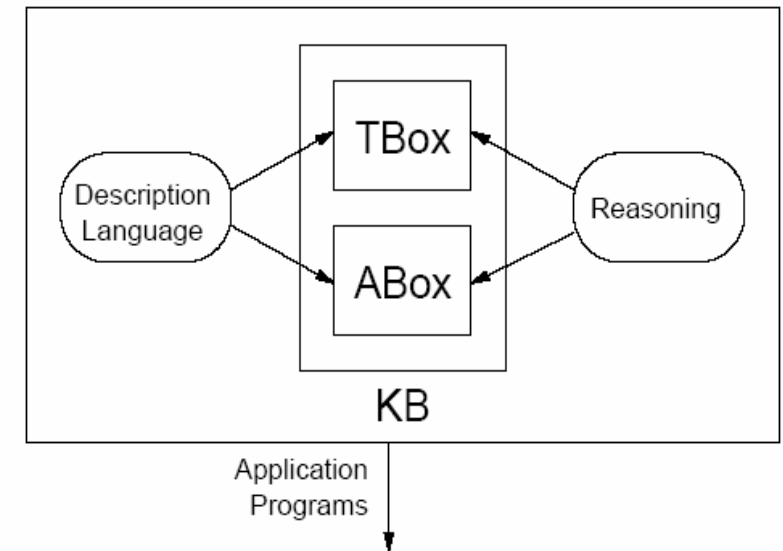 TBox
Description
Language
Reasoning
ABox
KB
Application
Programs